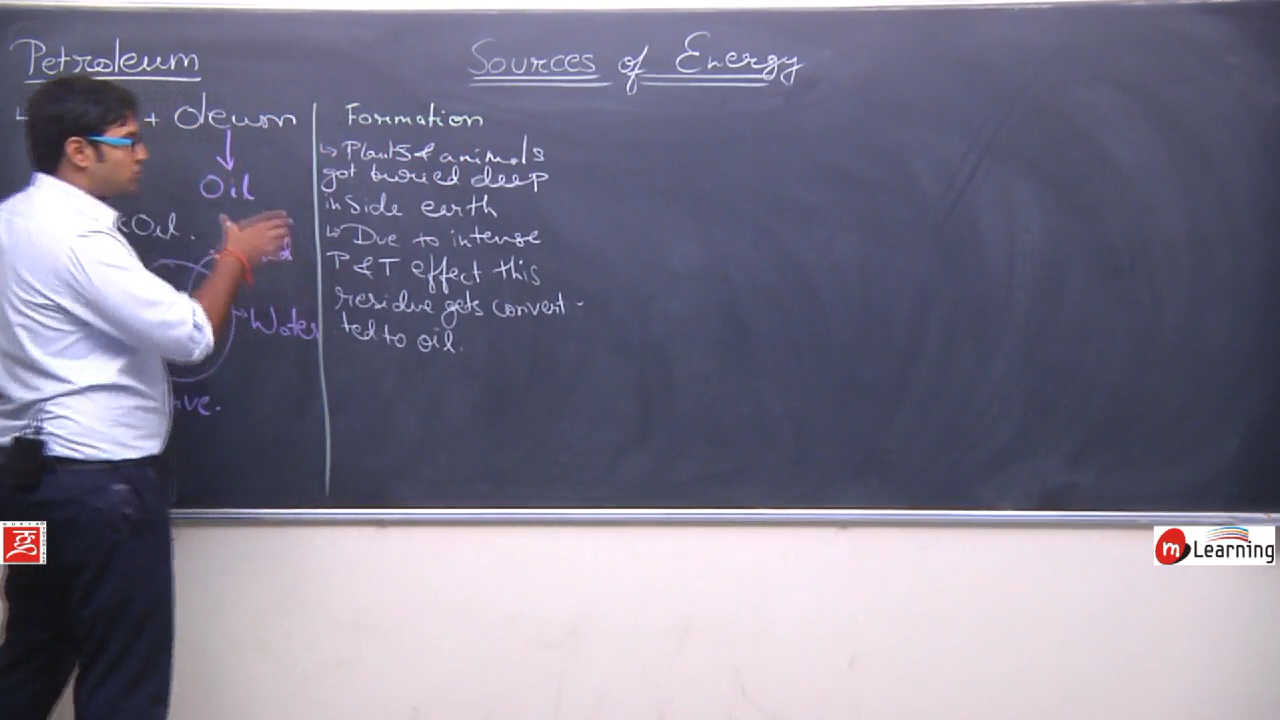 Petroleum
Sources of Energy
+ Oleum
Oil
k Oil.
Water
Formation
↳ Plants & animals
got buried deep
inside earth
↳ Due to intense
P & T effect this
residue gets convert -
ted to oil.
m Learning